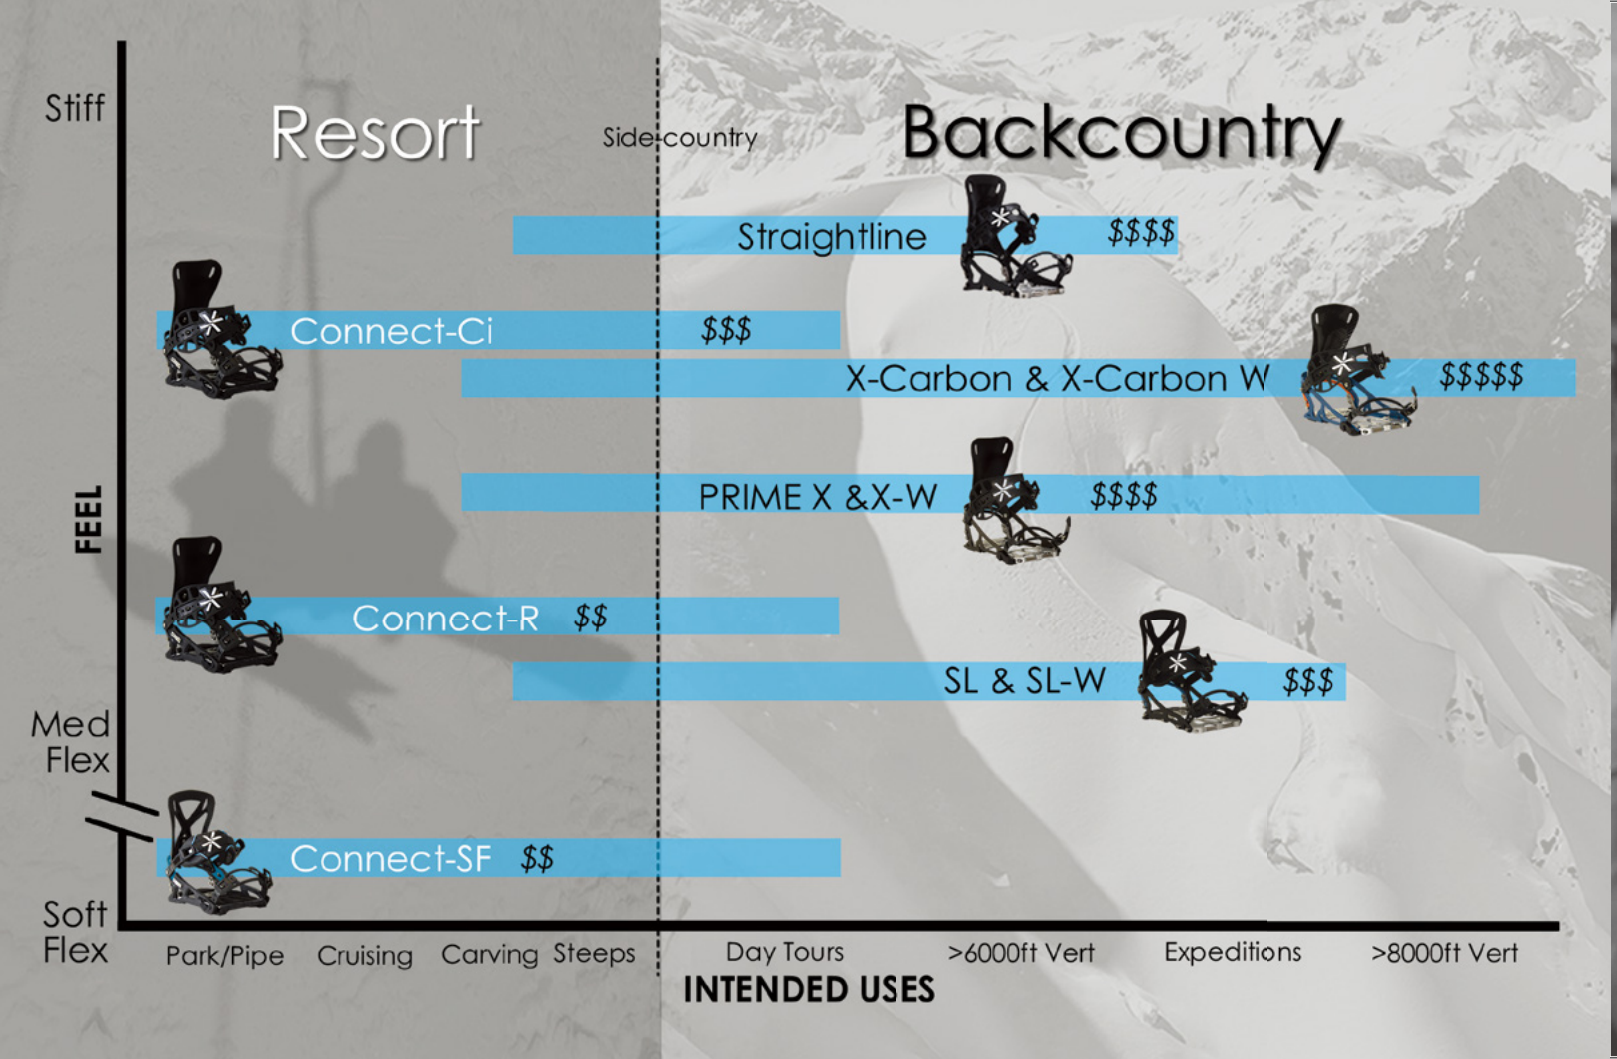 Stiff
Resort
Side-country
Backcountry
Straightline
$$$$
Connect-Ci
$$$
X-Carbon & X-Carbon W
$$$$$
FEEL
PRIME X &X-W
$$$$
Connect-R
$$
SL & SL-W
$$$
Med
Flex
Connect-SF
$$
Soft
Flex
Park/Pipe
Cruising
Carving
Steeps
Day Tours
>6000ft Vert
Expeditions
>8000ft Vert
INTENDED USES